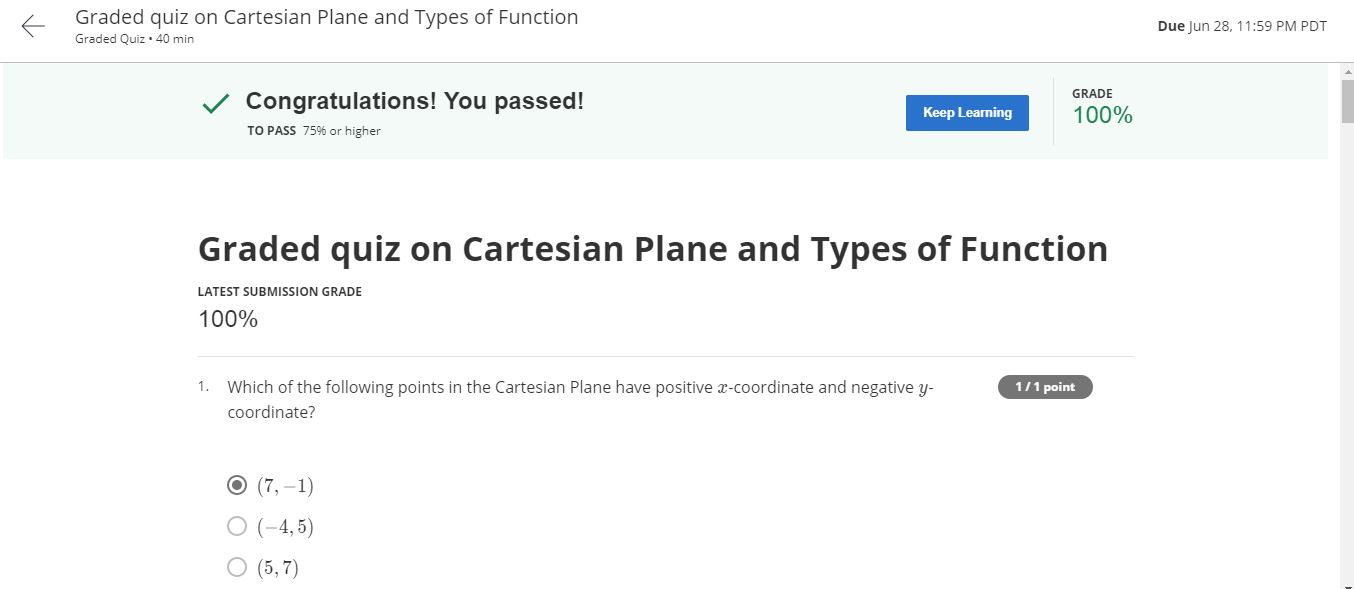 Graded quiz on Cartesian Plane and Types of Function
Graded Quiz • 40 min
Due Jun 28, 11:59 PM PDT
Congratulations! You passed!
TO PASS 75% or higher
Keep Learning
GRADE
100%
Graded quiz on Cartesian Plane and Types of Function
LATEST SUBMISSION GRADE
100%
1. Which of the following points in the Cartesian Plane have positive x-coordinate and negative y-
coordinate?
1 / 1 point
(7, −1)
(−4, 5)
(5, 7)